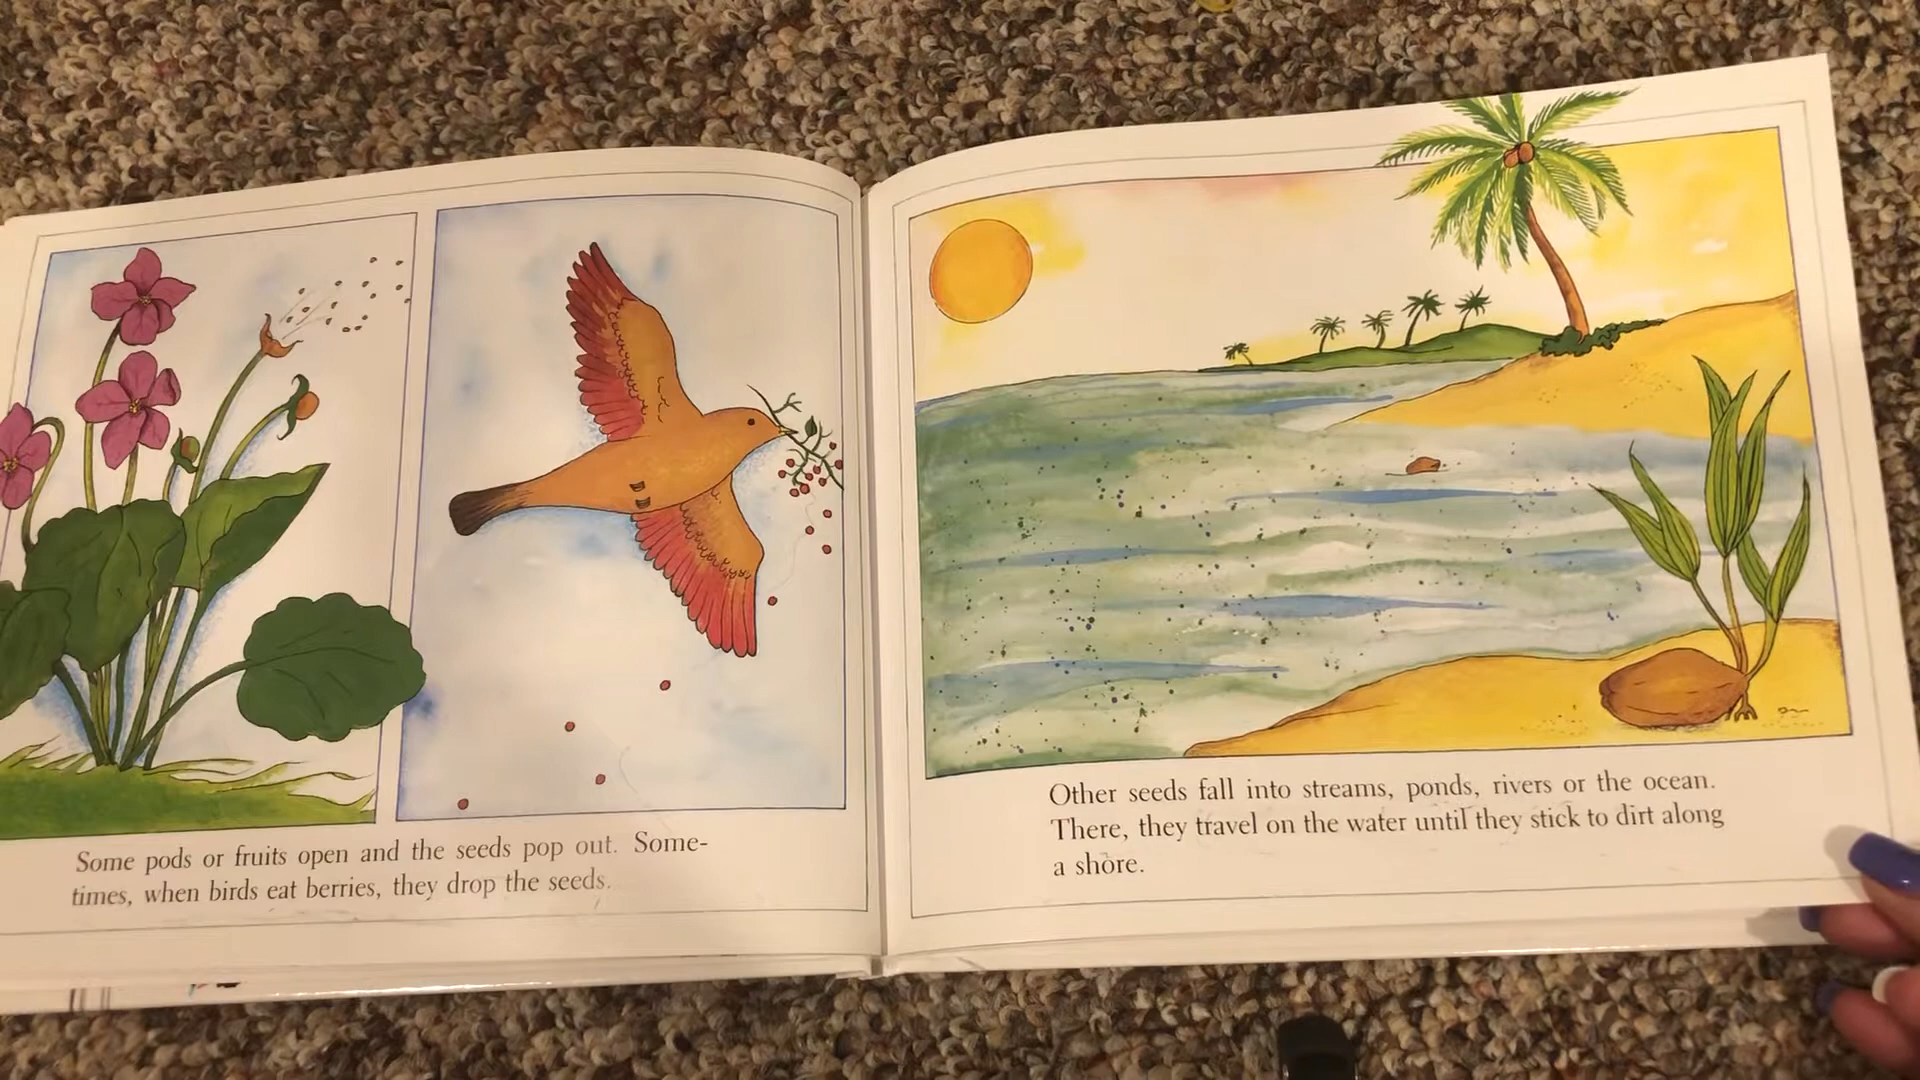 Some pods or fruits open and the seeds pop out. Some-
times, when birds eat berries, they drop the seeds.
Other seeds fall into streams, ponds, rivers or the ocean.
There, they travel on the water until they stick to dirt along
a shore.